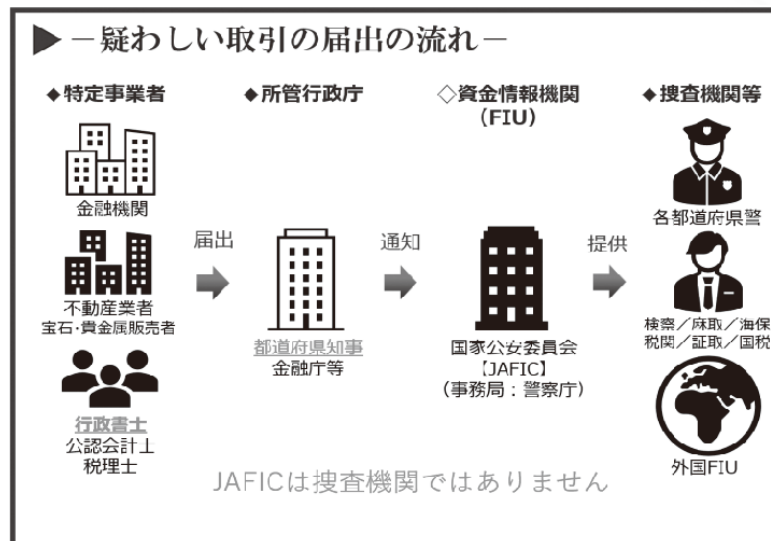 ▶ －疑わしい取引の届出の流れ－
◆特定事業者
金融機関
不動産業者
宝石・貴金属販売者
行政書士
公認会計士
税理士
届出
◆所管行政庁
都道府県知事
金融庁等
通知
◇資金情報機関
（FIU）
国家公安委員会
【JAFIC】
（事務局：警察庁）
提供
◆捜査機関等
各都道府県警
検察／麻取／海保
税関／証取／国税
外国FIU
JAFICは捜査機関ではありません